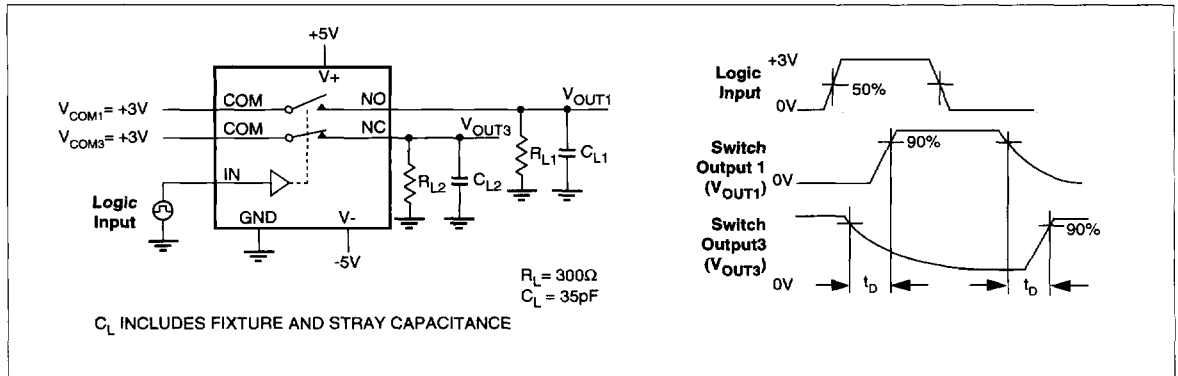 +5V
V+
V_COM1 = +3V
COM
NO
V_OUT1
V_COM3 = +3V
COM
NC
V_OUT3
R_L1
C_L1
R_L2
C_L2
IN
Logic
Input
GND
V-
-5V
R_L = 300Ω
C_L = 35pF
C_L INCLUDES FIXTURE AND STRAY CAPACITANCE
Logic
Input
+3V
50%
0V
Switch
Output 1
(V_OUT1)
90%
0V
Switch
Output3
(V_OUT3)
90%
0V
t_D
t_D